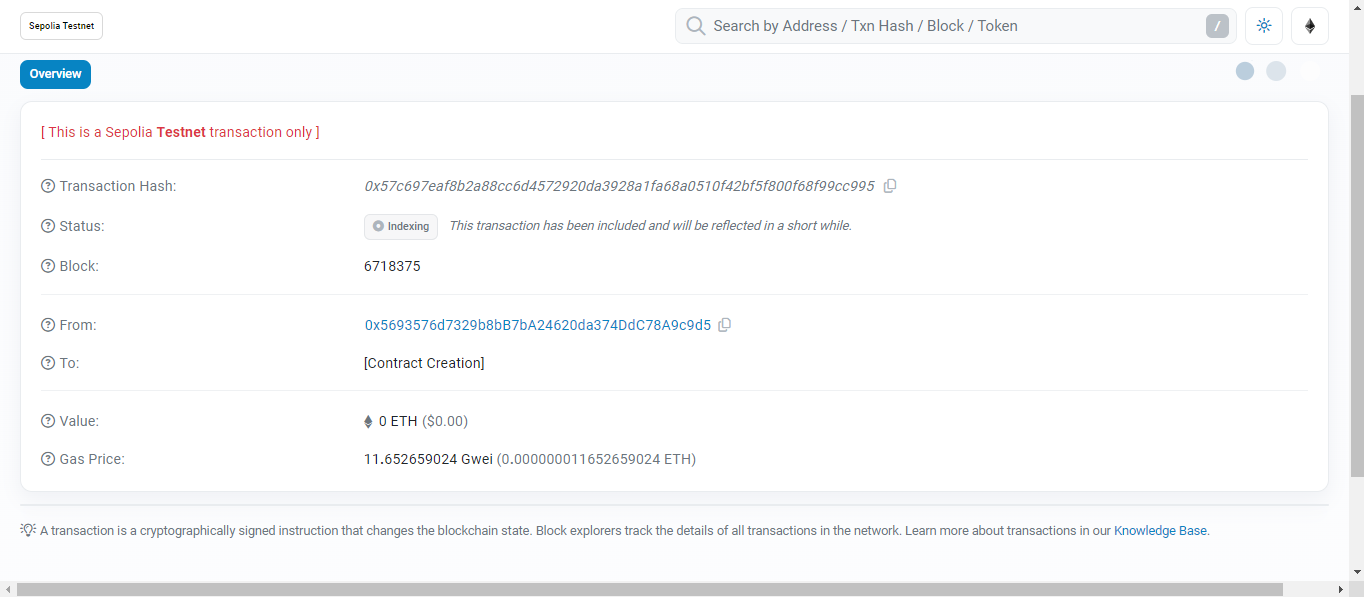 Sepolia Testnet
Search by Address / Txn Hash / Block / Token
/
Overview
[ This is a Sepolia Testnet transaction only ]
Transaction Hash: 0x57c697eaf8b2a88cc6d4572920da3928a1fa68a0510f42bf5f800f68f99cc995
Status: Indexing This transaction has been included and will be reflected in a short while.
Block: 6718375
From: 0x5693576d7329b8bB7bA24620da374DdC78A9c9d5
To: [Contract Creation]
Value: 0 ETH ($0.00)
Gas Price: 11.652659024 Gwei (0.000000011652659024 ETH)
A transaction is a cryptographically signed instruction that changes the blockchain state. Block explorers track the details of all transactions in the network. Learn more about transactions in our Knowledge Base.